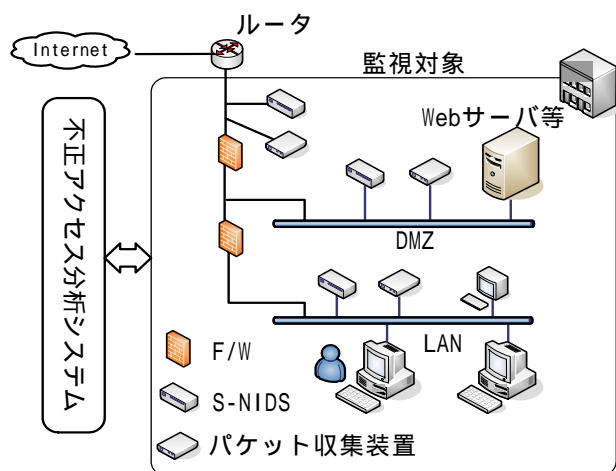 ルータ
Internet
監視対象
Webサーバ等
不正アクセス分析システム
DMZ
LAN
F/W
S-NIDS
パケット収集装置